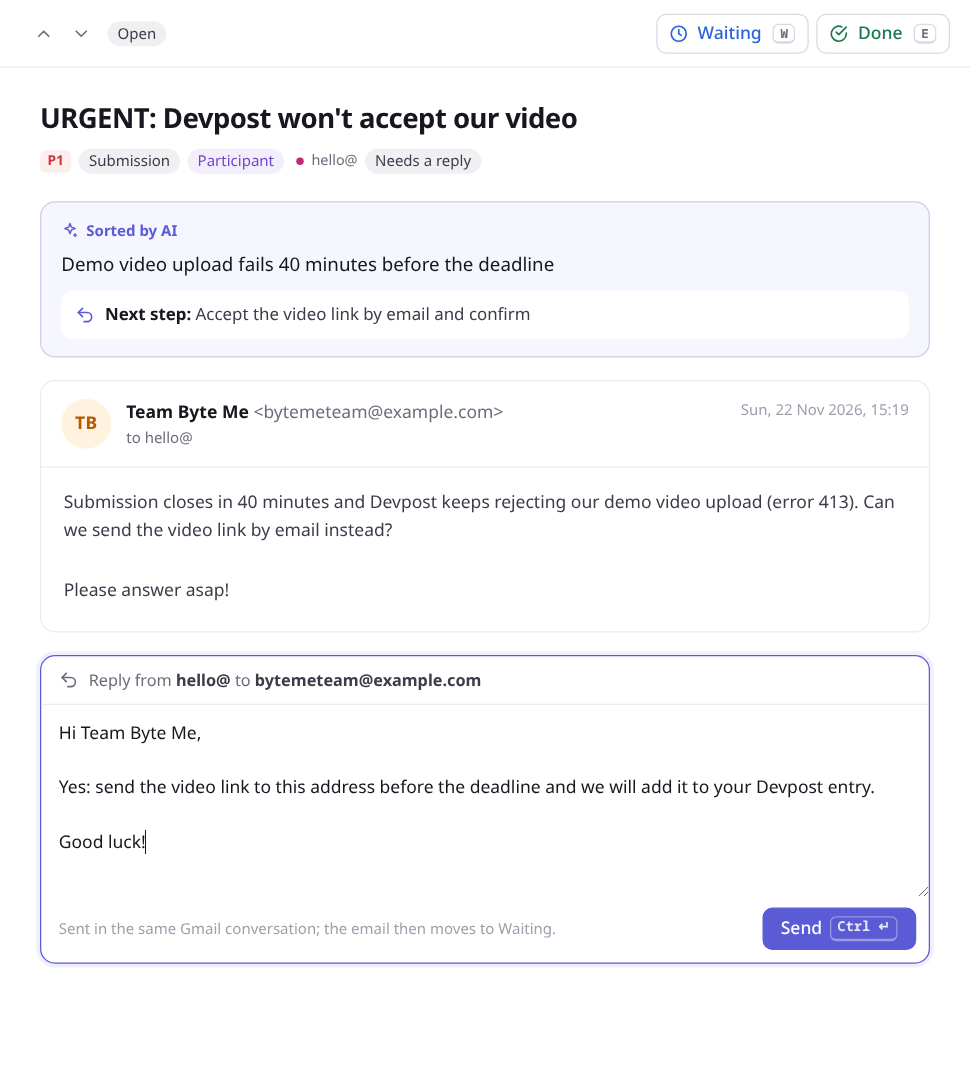 Open
Waiting W
Done E
URGENT: Devpost won't accept our video
P1 Submission Participant hello@ Needs a reply
Sorted by AI
Demo video upload fails 40 minutes before the deadline
Next step: Accept the video link by email and confirm
TB
Team Byte Me <bytemeteam@example.com>
Sun, 22 Nov 2026, 15:19
to hello@
Submission closes in 40 minutes and Devpost keeps rejecting our demo video upload (error 413). Can
we send the video link by email instead?
Please answer asap!
Reply from hello@ to bytemeteam@example.com
Hi Team Byte Me,
Yes: send the video link to this address before the deadline and we will add it to your Devpost entry.
Good luck!
Sent in the same Gmail conversation; the email then moves to Waiting.
Send Ctrl ↵